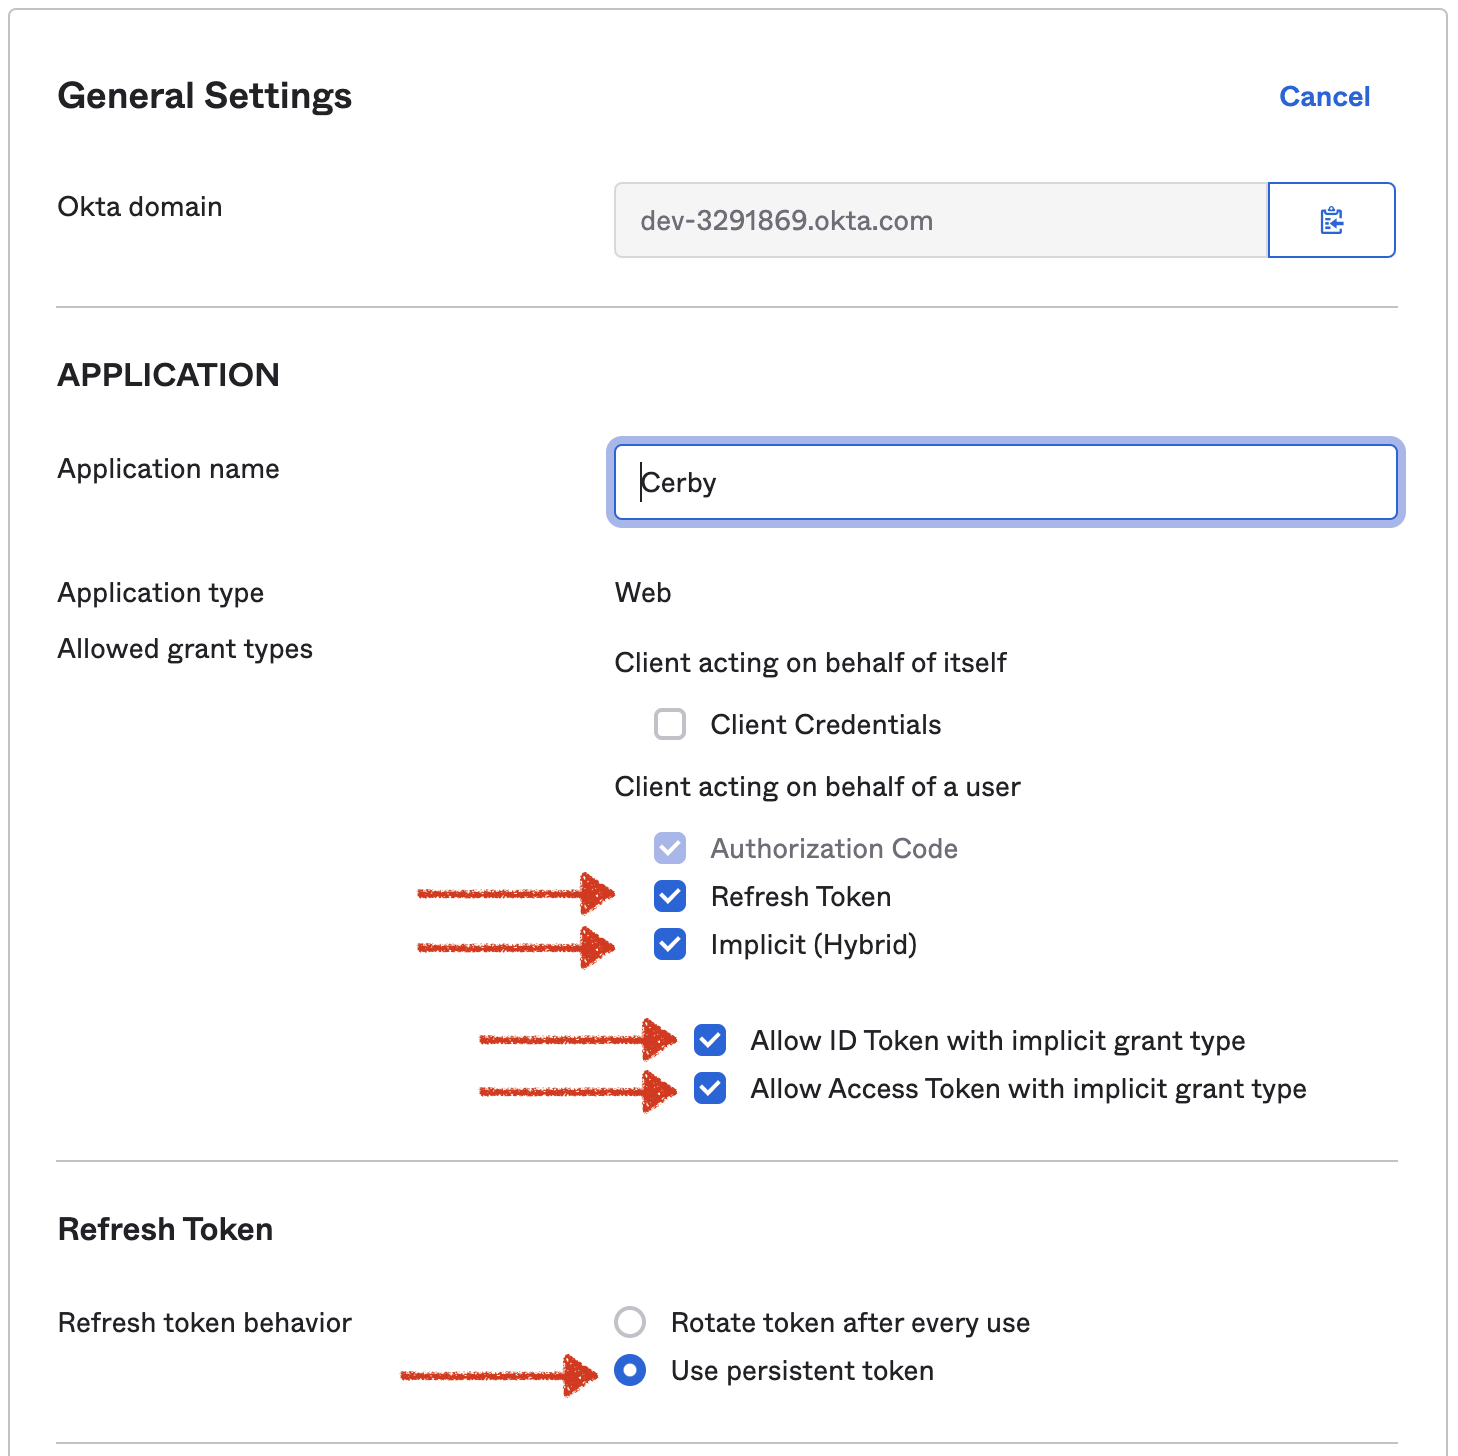 General Settings
Cancel
Okta domain
dev-3291869.okta.com
APPLICATION
Application name
Cerby
Application type
Web
Allowed grant types
Client acting on behalf of itself
Client Credentials
Client acting on behalf of a user
Authorization Code
Refresh Token
Implicit (Hybrid)
Allow ID Token with implicit grant type
Allow Access Token with implicit grant type
Refresh Token
Refresh token behavior
Rotate token after every use
Use persistent token